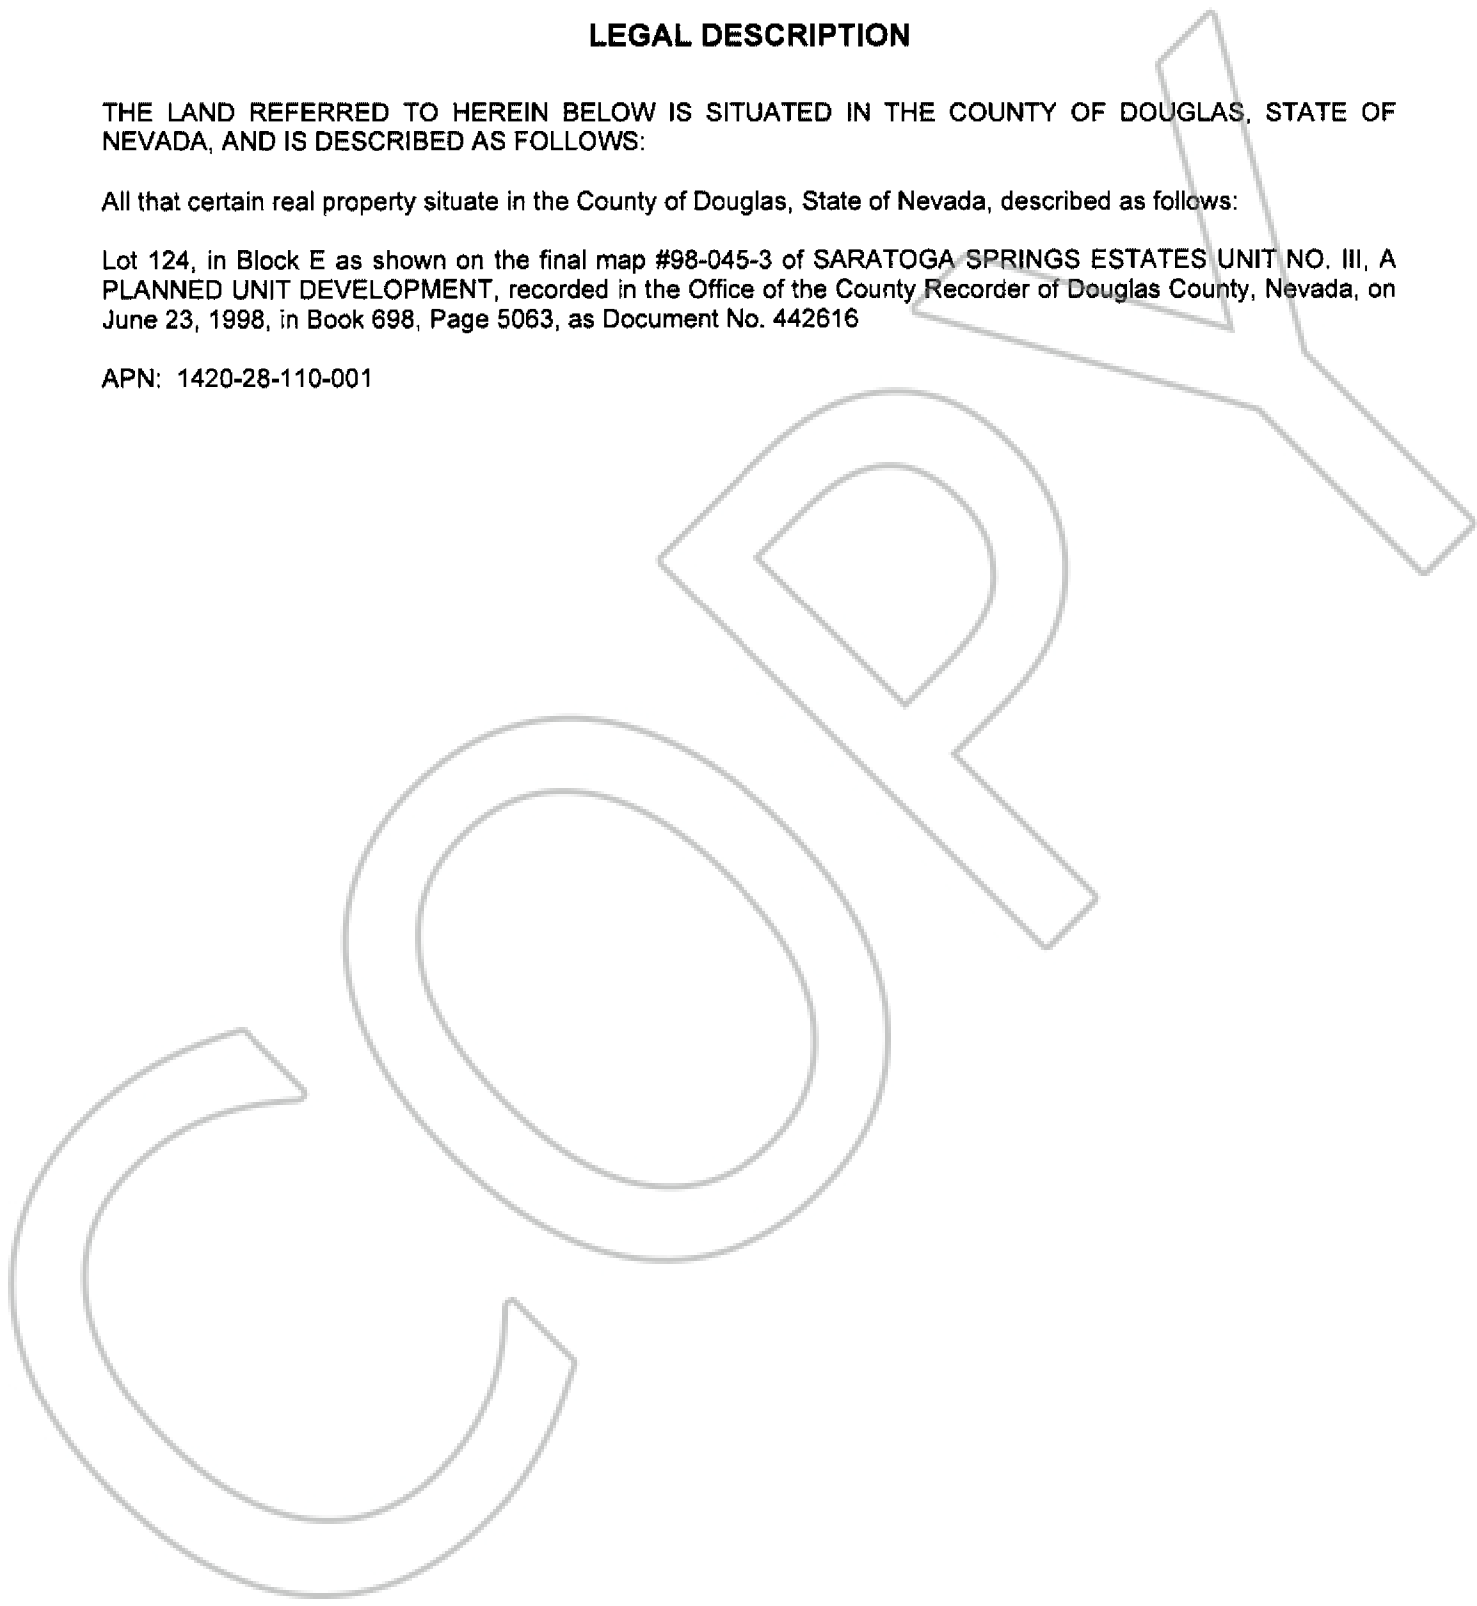 LEGAL DESCRIPTION
THE LAND REFERRED TO HEREIN BELOW IS SITUATED IN THE COUNTY OF DOUGLAS, STATE OF
NEVADA, AND IS DESCRIBED AS FOLLOWS:
All that certain real property situate in the County of Douglas, State of Nevada, described as follows:
Lot 124, in Block E as shown on the final map #98-045-3 of SARATOGA SPRINGS ESTATES UNIT NO. III, A
PLANNED UNIT DEVELOPMENT, recorded in the Office of the County Recorder of Douglas County, Nevada, on
June 23, 1998, in Book 698, Page 5063, as Document No. 442616
APN: 1420-28-110-001
COPY